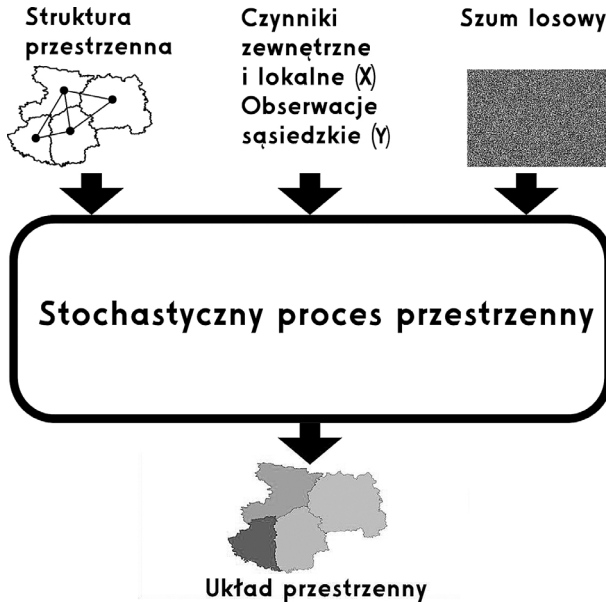 Struktura
przestrzenna
Czynniki
zewnętrzne
i lokalne (X)
Obserwacje
sąsiedzkie (Y)
Szum losowy
Stochastyczny proces przestrzenny
Układ przestrzenny